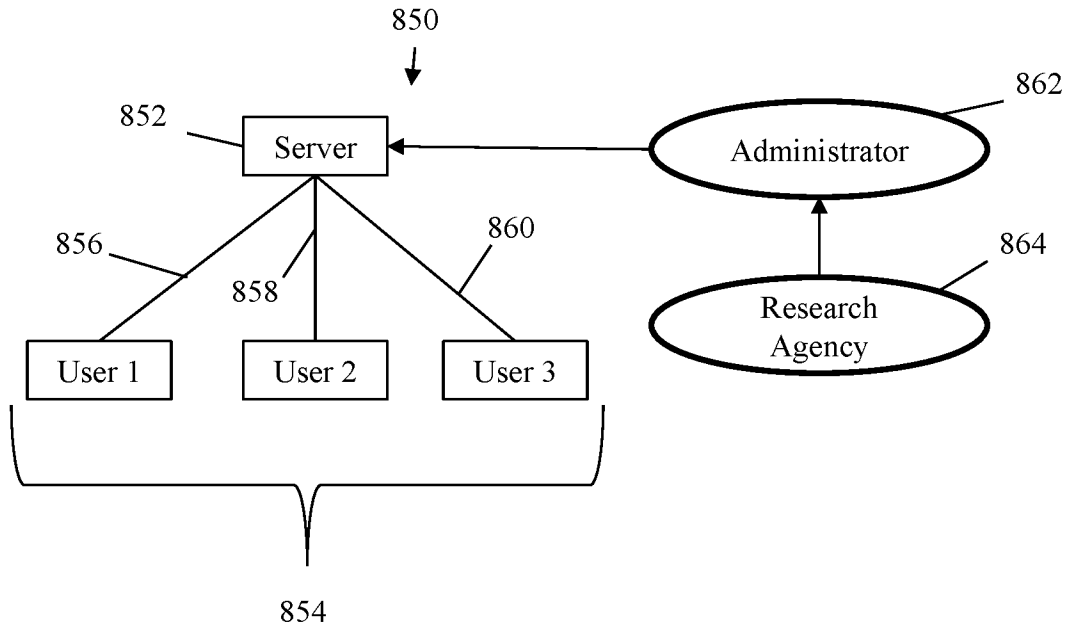 850
862
852
Server
Administrator
856
858
860
864
Research
Agency
User 1
User 2
User 3
854